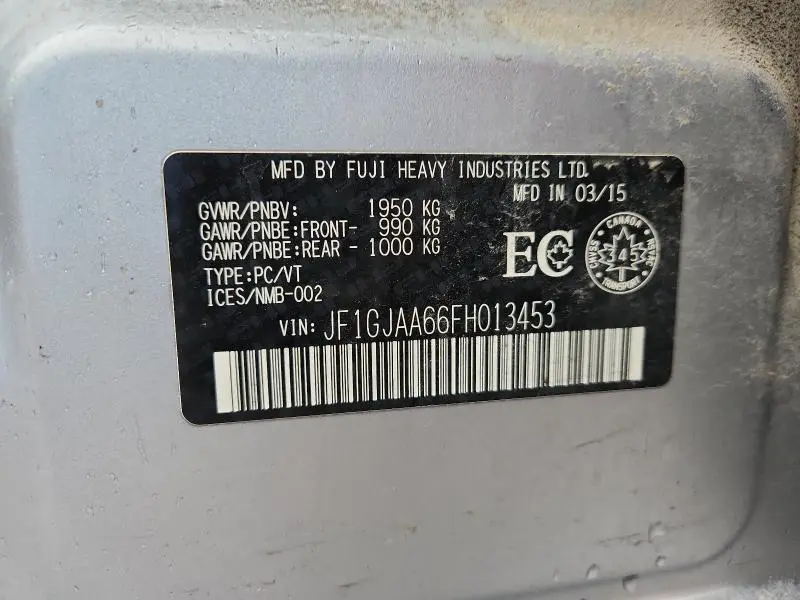 MFD BY FUJI HEAVY INDUSTRIES LTD.
MFD IN 03/15
GVWR/PNBV: 1950 KG
GAWR/PNBE:FRONT- 990 KG
GAWR/PNBE:REAR - 1000 KG
TYPE:PC/VT
ICES/NMB-002
EC
CANADA
TRANSPORT
45
VIN: JF1GJAA66FH013453